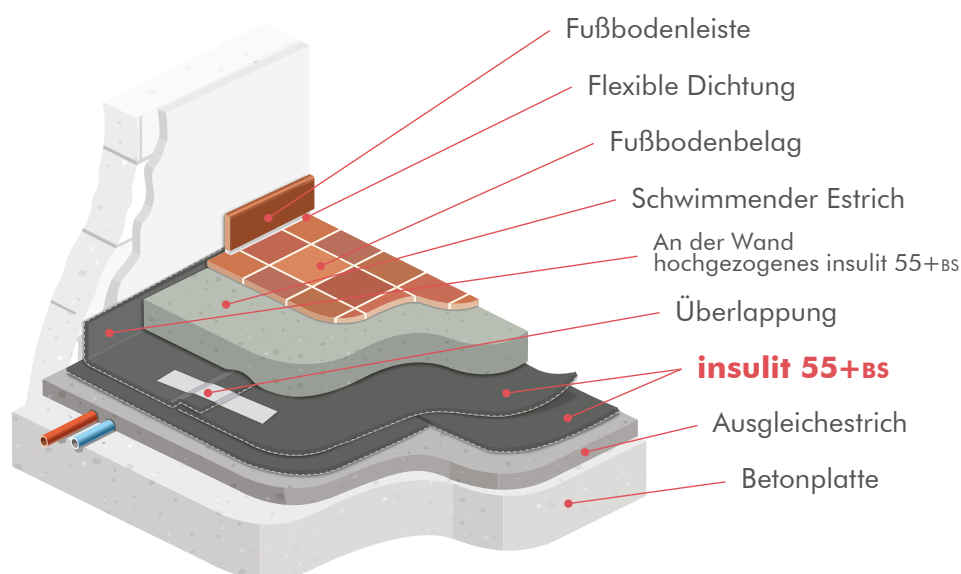 Fußbodenleiste
Flexible Dichtung
Fußbodenbelag
Schwimmender Estrich
An der Wand
hochgezogenes insulit 55+BS
Überlappung
insulit 55+BS
Ausgleichestrich
Betonplatte